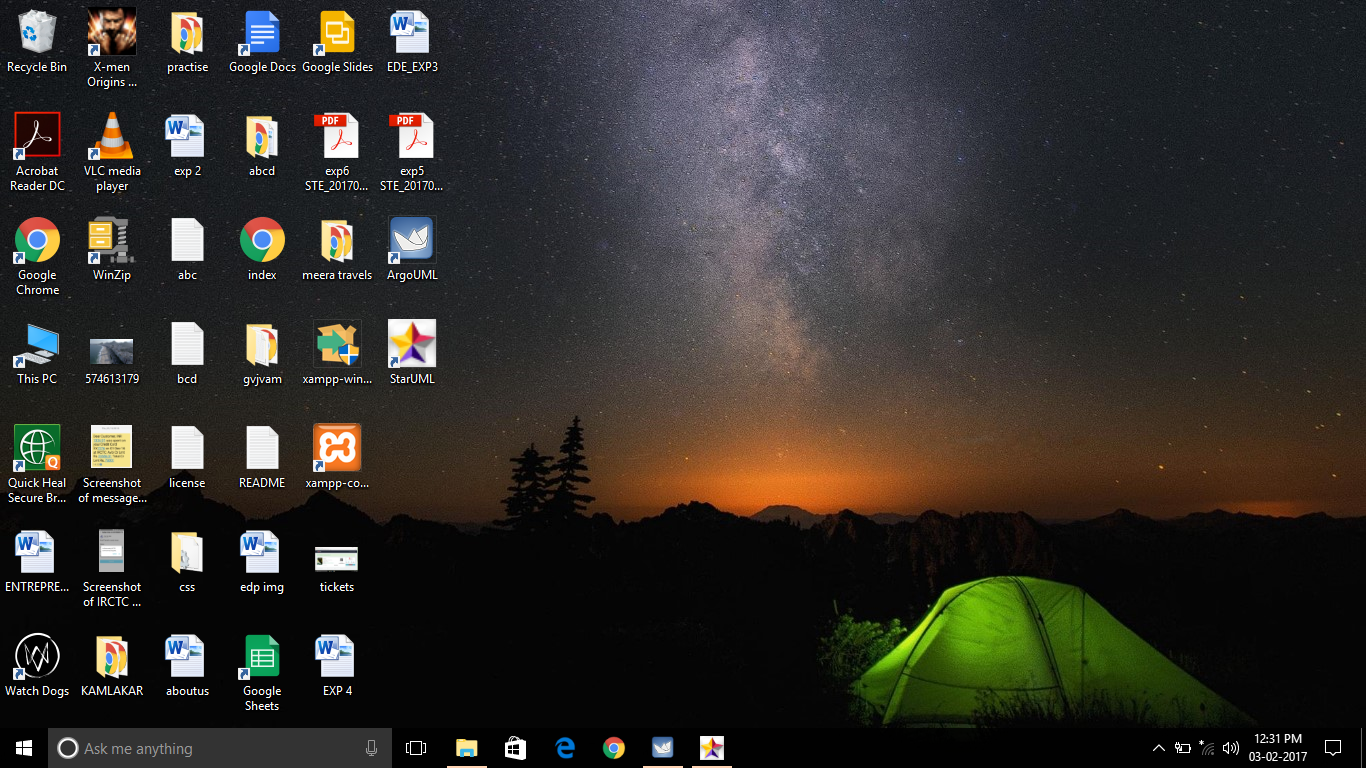 Recycle Bin
X-men
Origins ...
practise
Google Docs
Google Slides
EDE_EXP3
Acrobat
Reader DC
VLC media
player
exp 2
abcd
PDF
exp6
STE_20170...
PDF
exp5
STE_20170...
Google
Chrome
WinZip
abc
index
meera travels
ArgoUML
This PC
574613179
bcd
gvjvam
xampp-win...
StarUML
Quick Heal
Secure Br...
Screenshot
of message...
license
README
xampp-co...
ENTREPRE...
Screenshot
of IRCTC ...
css
edp img
tickets
Watch Dogs
KAMLAKAR
aboutus
Google
Sheets
EXP 4
Ask me anything
12:31 PM
03-02-2017